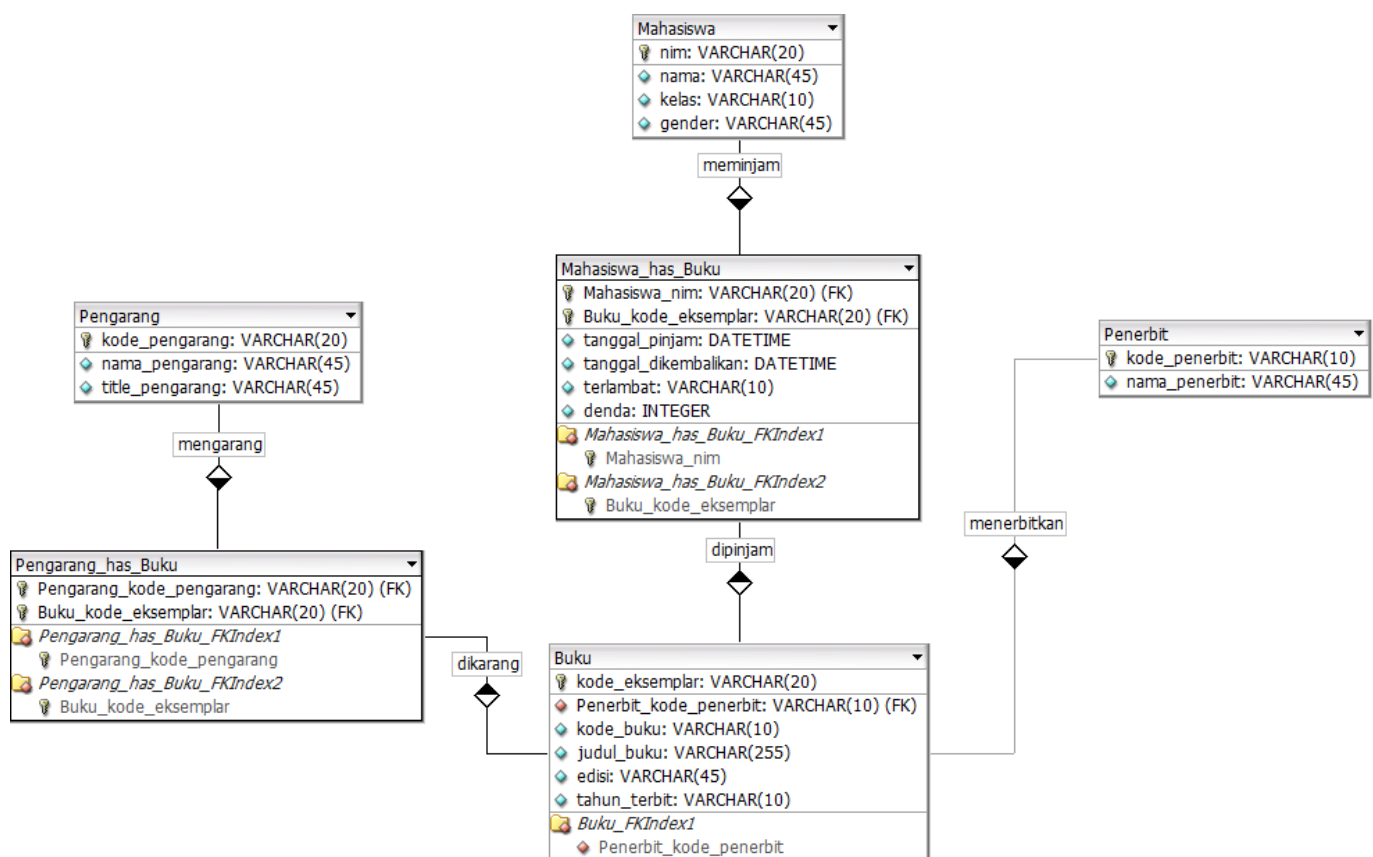 Mahasiswa
nim: VARCHAR(20)
nama: VARCHAR(45)
kelas: VARCHAR(10)
gender: VARCHAR(45)
meminjam
Mahasiswa_has_Buku
Mahasiswa_nim: VARCHAR(20) (FK)
Buku_kode_eksemplar: VARCHAR(20) (FK)
tanggal_pinjam: DATETIME
tanggal_dikembalikan: DATETIME
terlambat: VARCHAR(10)
denda: INTEGER
Mahasiswa_has_Buku_FKIndex1
Mahasiswa_nim
Mahasiswa_has_Buku_FKIndex2
Buku_kode_eksemplar
Pengarang
kode_pengarang: VARCHAR(20)
nama_pengarang: VARCHAR(45)
title_pengarang: VARCHAR(45)
mengarang
Penerbit
kode_penerbit: VARCHAR(10)
nama_penerbit: VARCHAR(45)
menerbitkan
dipinjam
Pengarang_has_Buku
Pengarang_kode_pengarang: VARCHAR(20) (FK)
Buku_kode_eksemplar: VARCHAR(20) (FK)
Pengarang_has_Buku_FKIndex1
Pengarang_kode_pengarang
Pengarang_has_Buku_FKIndex2
Buku_kode_eksemplar
dikarang
Buku
kode_eksemplar: VARCHAR(20)
Penerbit_kode_penerbit: VARCHAR(10) (FK)
kode_buku: VARCHAR(10)
judul_buku: VARCHAR(255)
edisi: VARCHAR(45)
tahun_terbit: VARCHAR(10)
Buku_FKIndex1
Penerbit_kode_penerbit